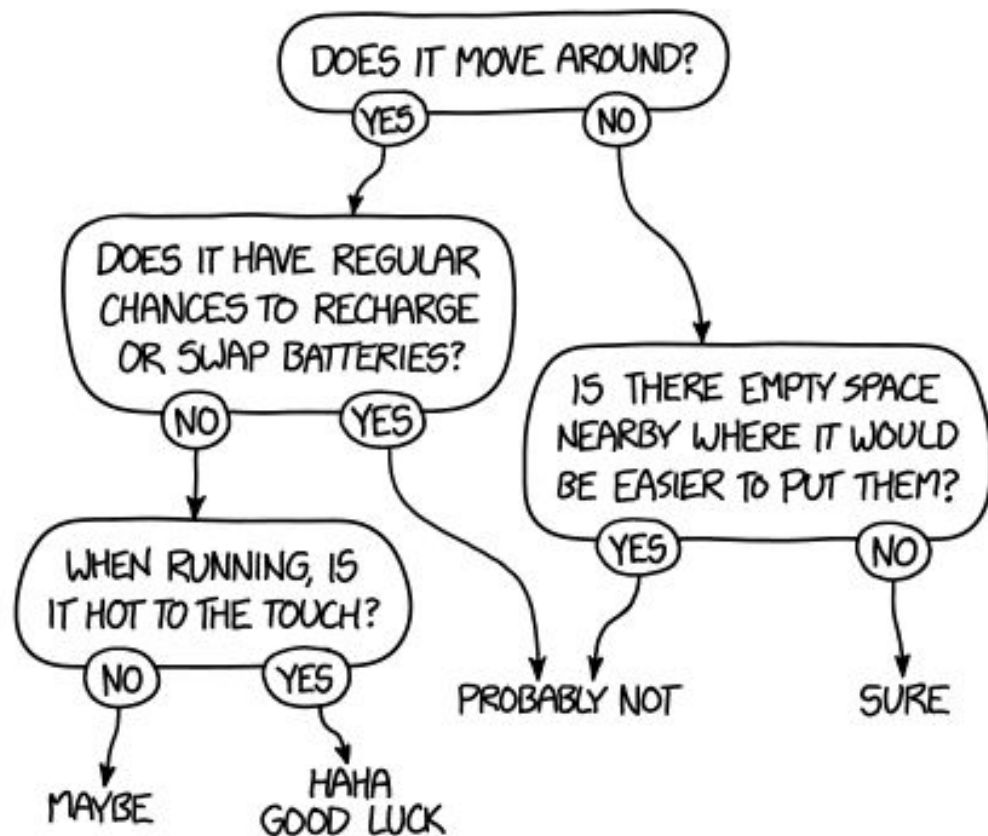 DOES IT MOVE AROUND?
YES
NO
DOES IT HAVE REGULAR
CHANCES TO RECHARGE
OR SWAP BATTERIES?
NO
YES
IS THERE EMPTY SPACE
NEARBY WHERE IT WOULD
BE EASIER TO PUT THEM?
YES
NO
WHEN RUNNING, IS
IT HOT TO THE TOUCH?
NO
YES
PROBABLY NOT
SURE
MAYBE
HAHA
GOOD LUCK